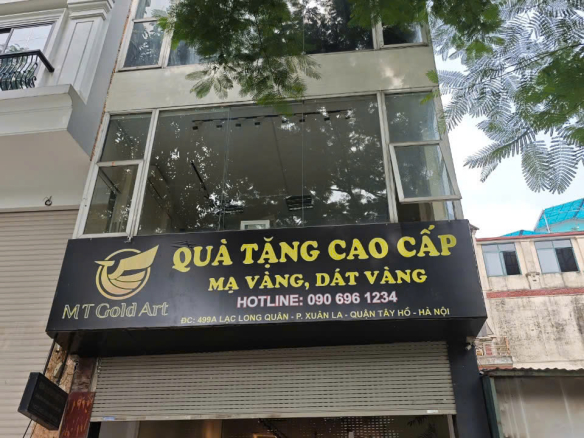 QUÀ TẶNG CAO CẤP
MẠ VÀNG, DÁT VÀNG
HOTLINE: 090 696 1234
ĐC: 499A LẠC LONG QUÂN - P. XUÂN LA - QUẬN TÂY HỒ - HÀ NỘI
MT Gold Art